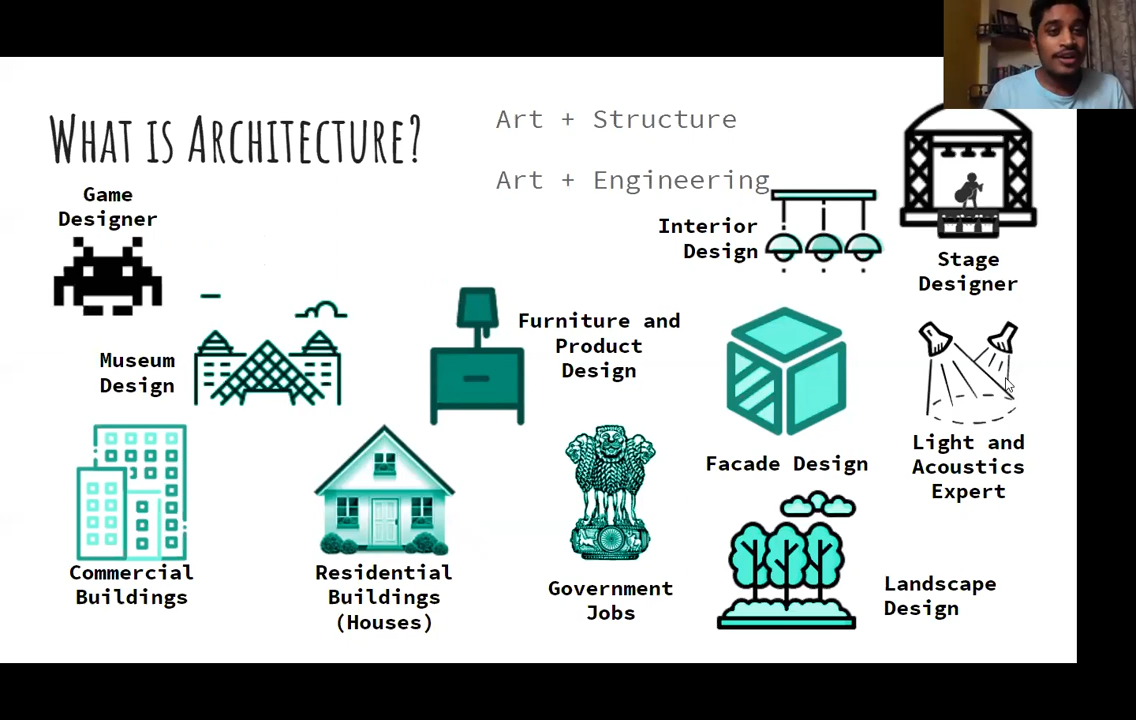 What is Architecture?
Art + Structure
Art + Engineering
Game
Designer
Interior
Design
Stage
Designer
Museum
Design
Furniture and
Product
Design
Facade Design
Light and
Acoustics
Expert
Commercial
Buildings
Residential
Buildings
(Houses)
Government
Jobs
Landscape
Design